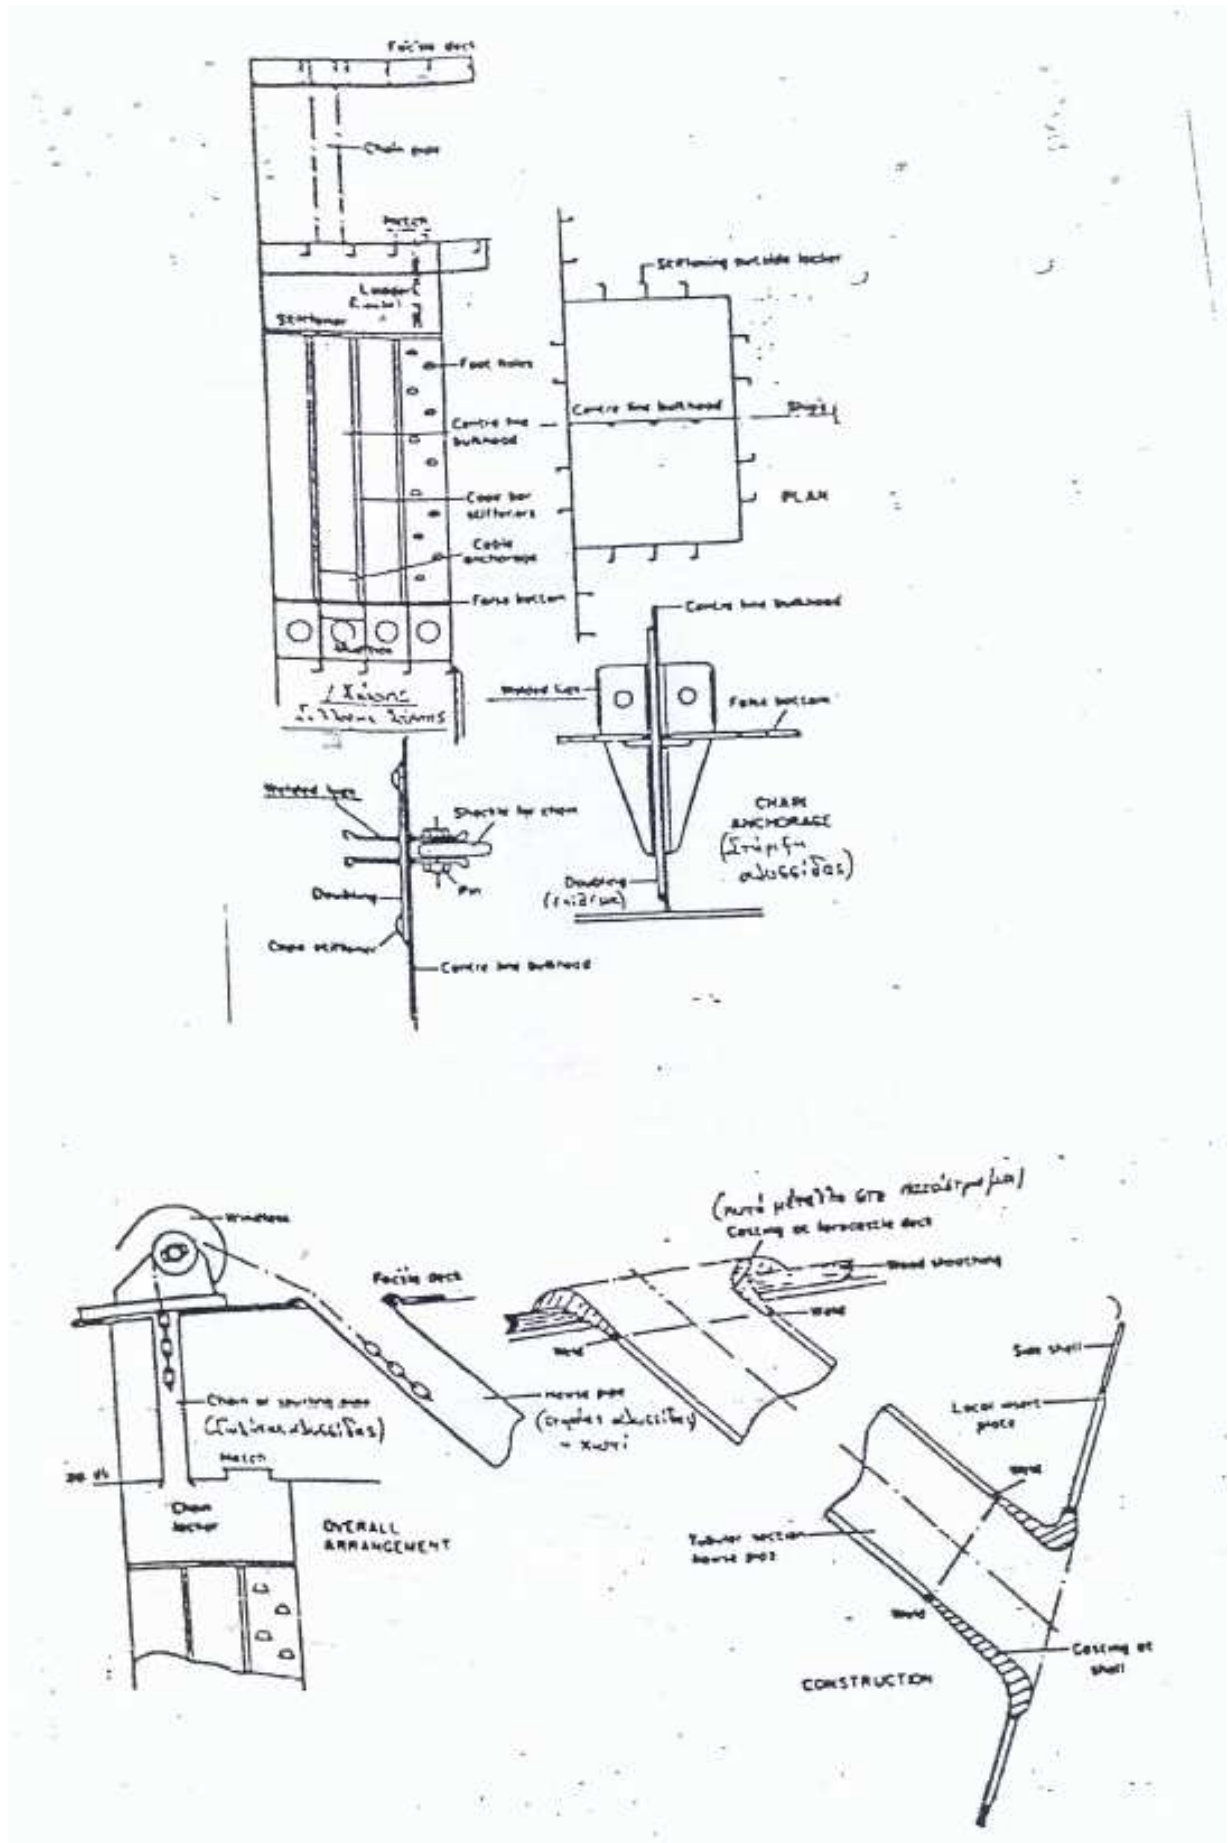 Fo'c'sle deck
Chain pipe
Hatch
Ladder
Stiffener
Foot holes
Centre line
bulkhead
Cope bar
stiffeners
Cable
anchorage
False bottom
Stiffening outside locker
Centre line bulkhead
Ship's
PLAN
Χώρος
Centre line bulkhead
Welded lugs
False bottom
CHAIN
ANCHORAGE
αλυσσίδας)
Doubling
Welded lugs
Shackle for chain
Doubling
Pin
Cope stiffener
Centre line bulkhead
Windlass
Fo'c'sle deck
Chain or spurling pipe
Hawse pipe
Hatch
Chain
locker
OVERALL
ARRANGEMENT
Casting at forecastle deck
Wood sheathing
Weld
Weld
Side shell
Local insert
plate
Weld
Tubular section
hawse pipe
Weld
Casting at
shell
CONSTRUCTION